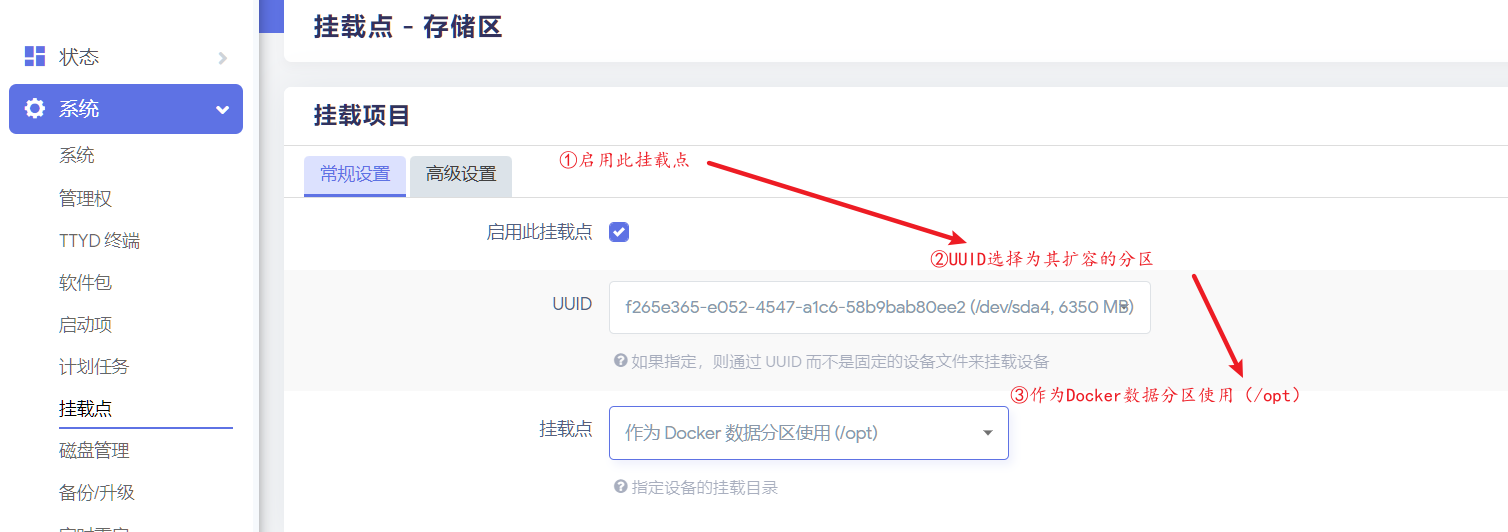 挂载点 - 存储区
状态
系统
系统
管理权
TTYD 终端
软件包
启动项
计划任务
挂载点
磁盘管理
备份/升级
挂载项目
常规设置
高级设置
①启用此挂载点
启用此挂载点
②UUID选择为其扩容的分区
UUID
f265e365-e052-4547-a1c6-58b9bab80ee2 (/dev/sda4, 6350 MB)
如果指定，则通过 UUID 而不是固定的设备文件来挂载设备
③作为Docker数据分区使用（/opt）
挂载点
作为 Docker 数据分区使用 (/opt)
指定设备的挂载目录